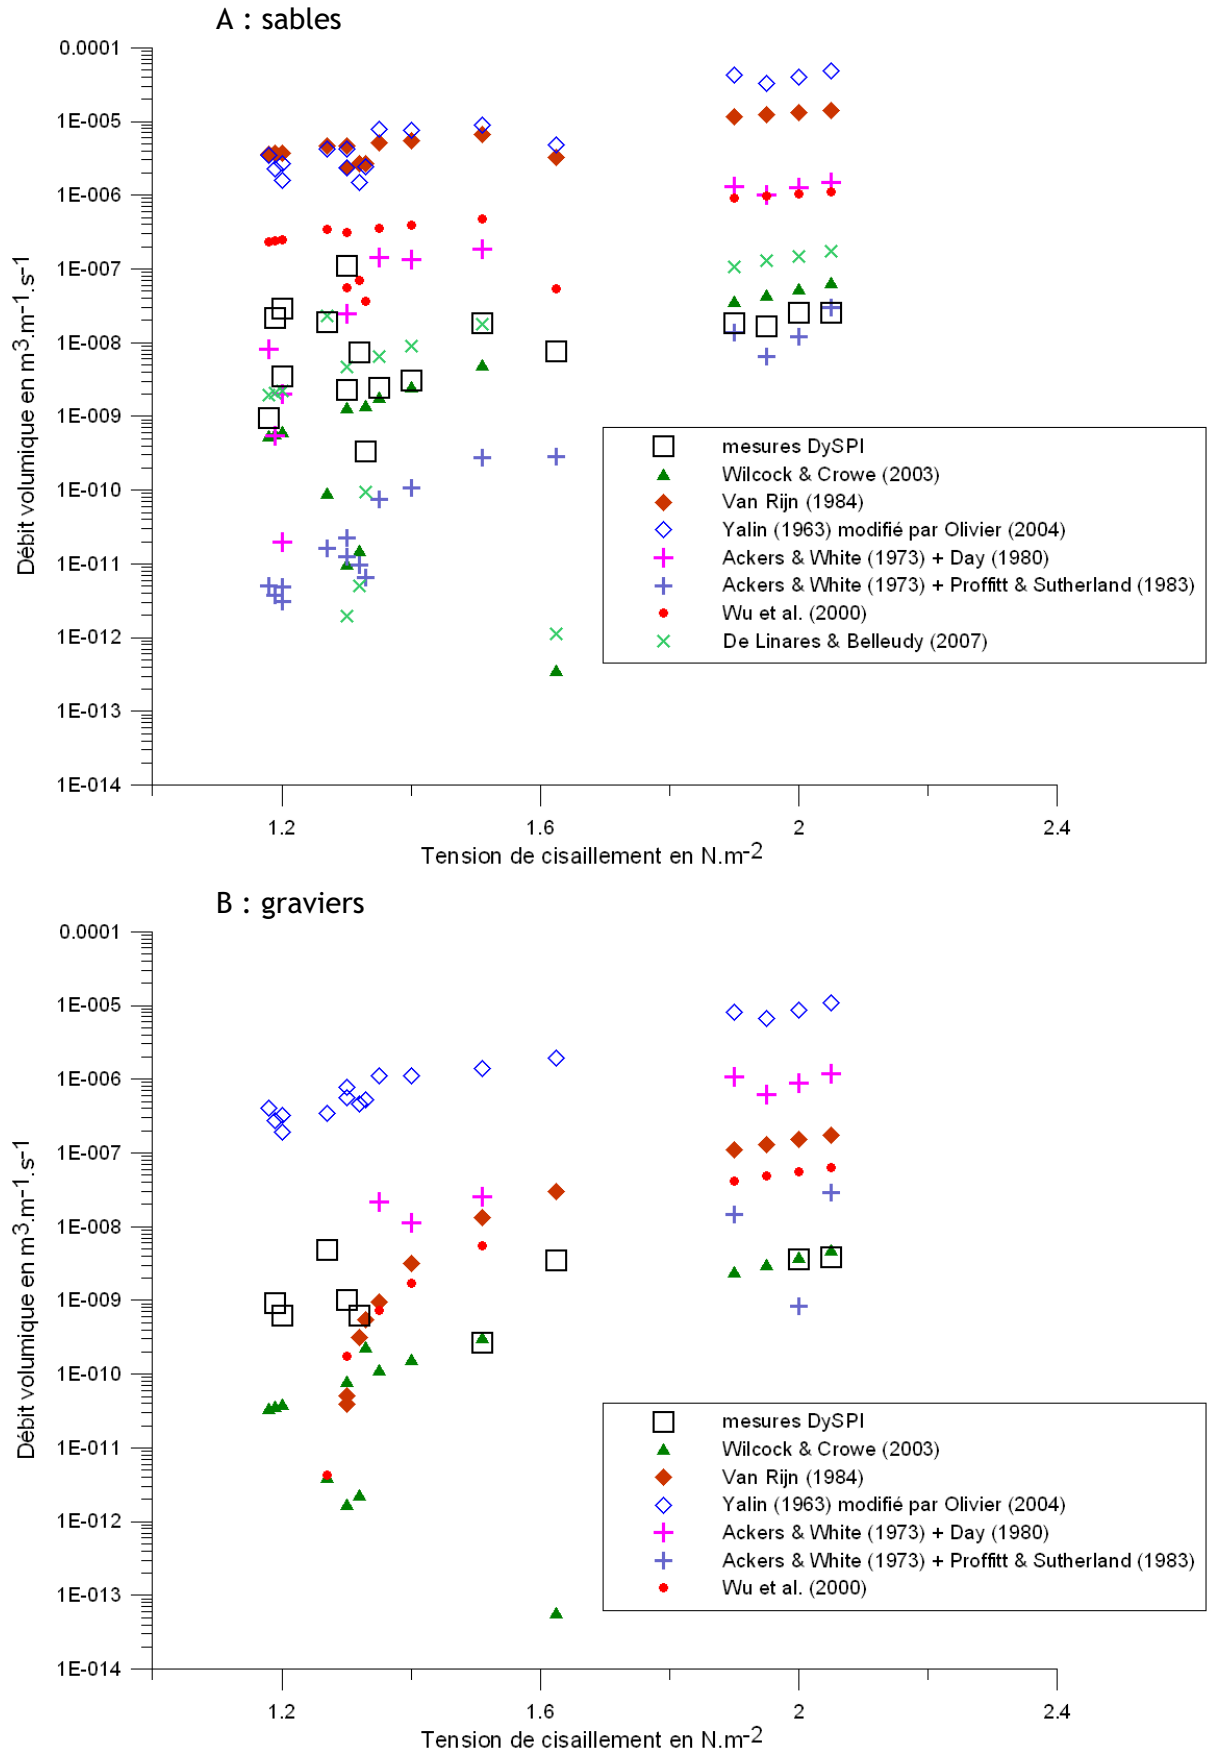 A : sables
0.0001
1E-005
1E-006
1E-007
1E-008
1E-009
1E-010
1E-011
1E-012
1E-013
1E-014
Débit volumique en m³.m⁻¹.s⁻¹
1.2 1.6 2 2.4
Tension de cisaillement en N.m⁻²
mesures DySPI
Wilcock & Crowe (2003)
Van Rijn (1984)
Yalin (1963) modifié par Olivier (2004)
Ackers & White (1973) + Day (1980)
Ackers & White (1973) + Proffitt & Sutherland (1983)
Wu et al. (2000)
De Linares & Belleudy (2007)
B : graviers
0.0001
1E-005
1E-006
1E-007
1E-008
1E-009
1E-010
1E-011
1E-012
1E-013
1E-014
Débit volumique en m³.m⁻¹.s⁻¹
1.2 1.6 2 2.4
Tension de cisaillement en N.m⁻²
mesures DySPI
Wilcock & Crowe (2003)
Van Rijn (1984)
Yalin (1963) modifié par Olivier (2004)
Ackers & White (1973) + Day (1980)
Ackers & White (1973) + Proffitt & Sutherland (1983)
Wu et al. (2000)